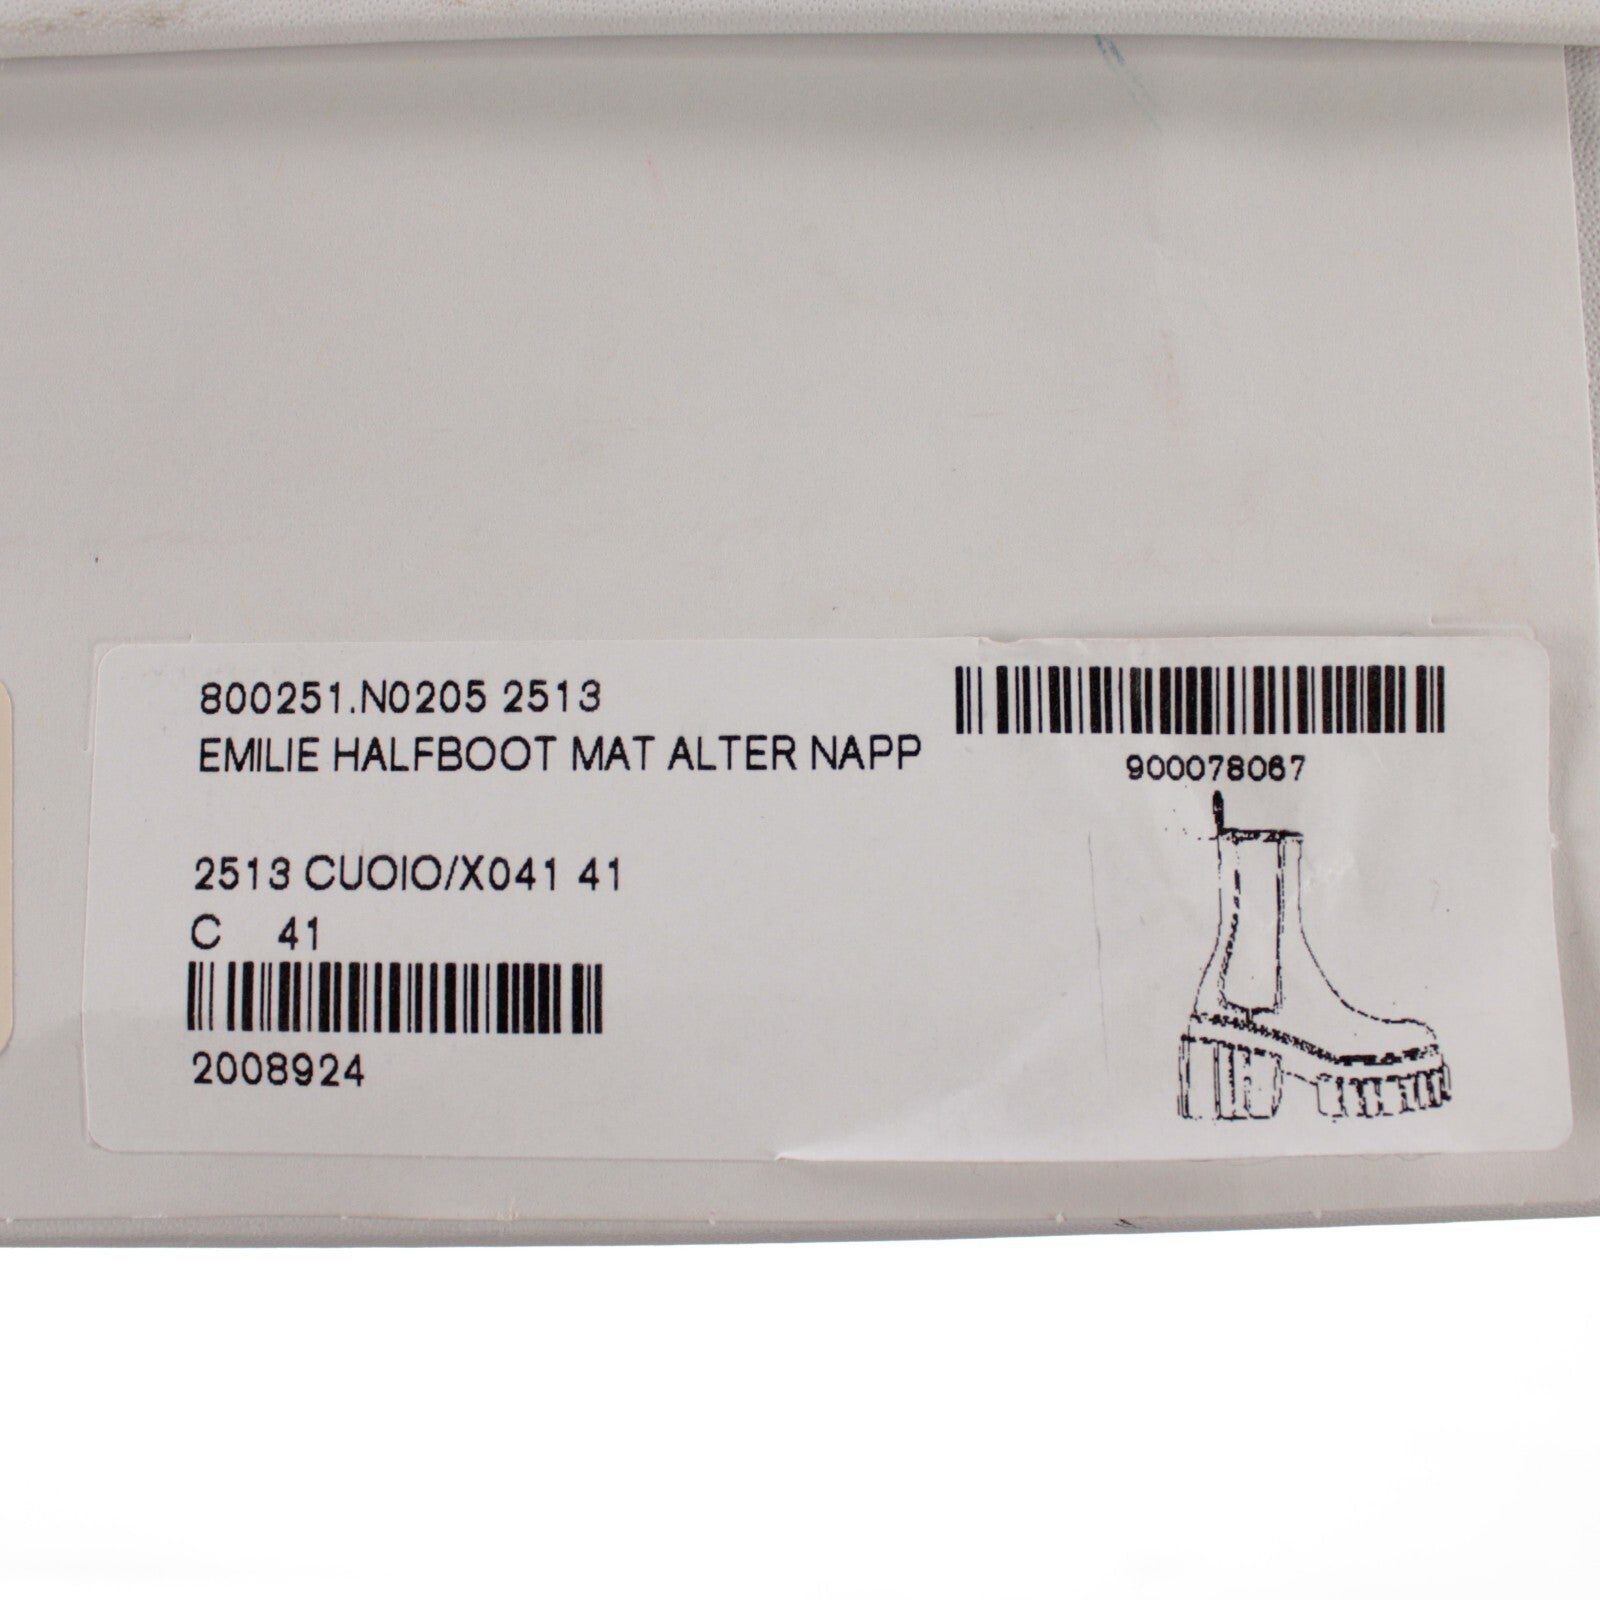 800251.N0205 2513
EMILIE HALFBOOT MAT ALTER NAPP
900078067
2513 CUOIO/X041 41
C 41
2008924